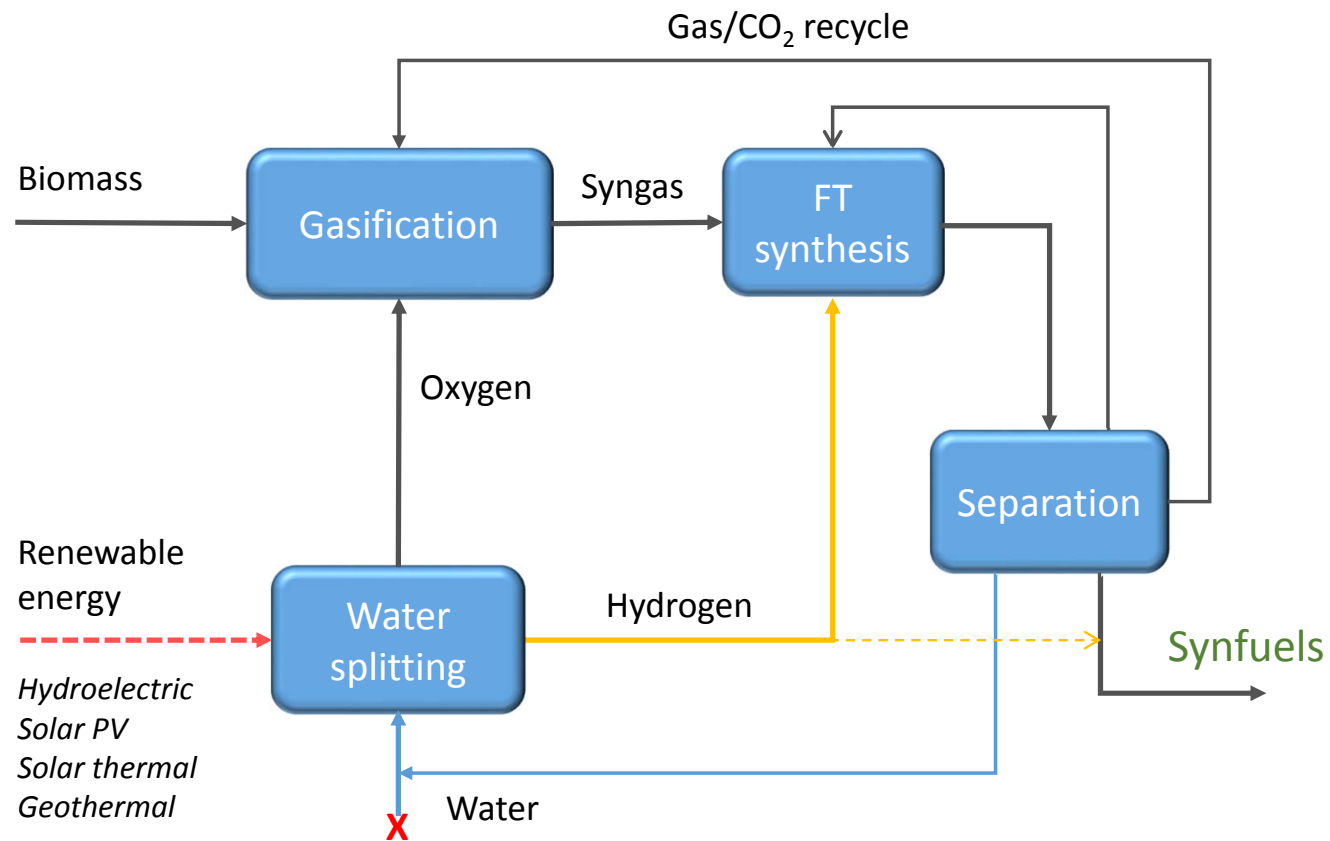 Gas/CO₂ recycle
Biomass
Gasification
Syngas
FT
synthesis
Oxygen
Separation
Renewable
energy
Hydroelectric
Solar PV
Solar thermal
Geothermal
Water
splitting
Hydrogen
Synfuels
Water
X